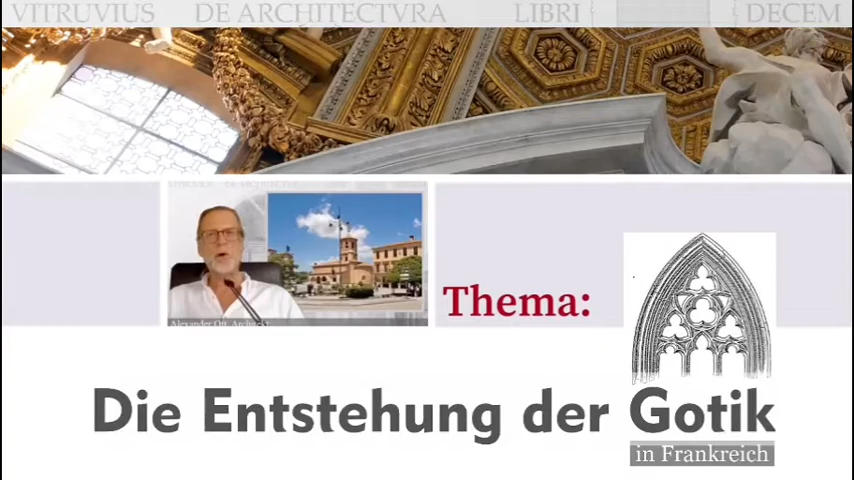 VITRUVIUS DE ARCHITECTVRA LIBRI DECEM
Thema:
Die Entstehung der Gotik
in Frankreich